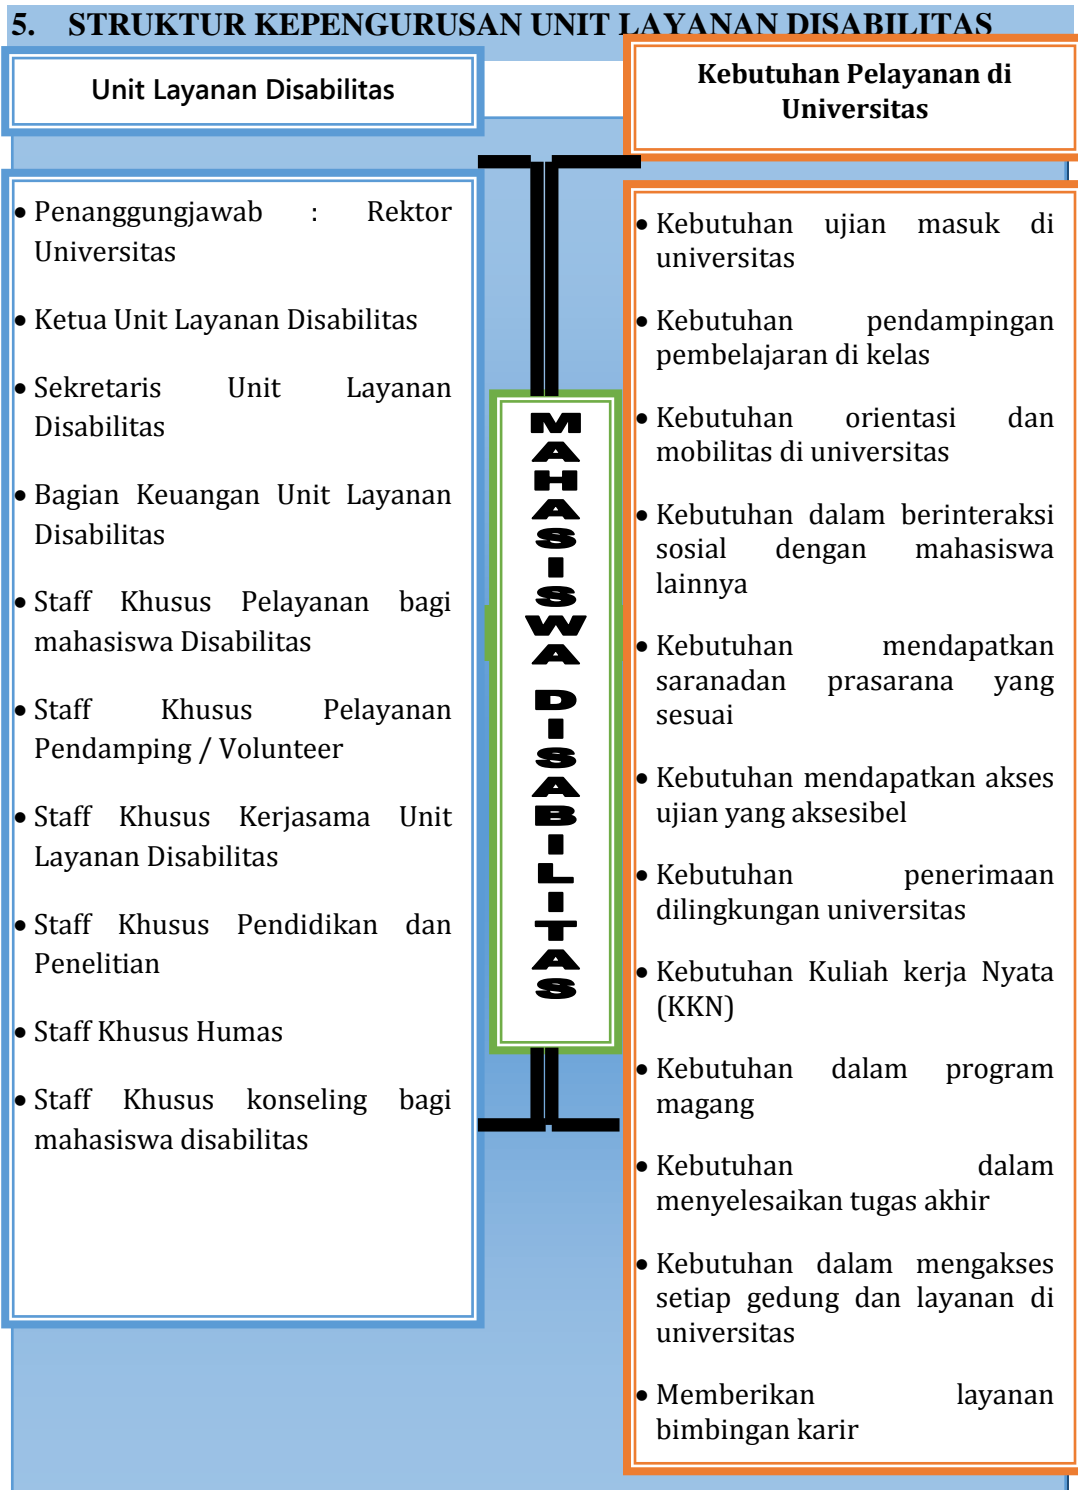 5. STRUKTUR KEPENGURUSAN UNIT LAYANAN DISABILITAS
Unit Layanan Disabilitas
• Penanggungjawab : Rektor
Universitas
• Ketua Unit Layanan Disabilitas
• Sekretaris Unit Layanan
Disabilitas
• Bagian Keuangan Unit Layanan
Disabilitas
• Staff Khusus Pelayanan bagi
mahasiswa Disabilitas
• Staff Khusus Pelayanan
Pendamping / Volunteer
• Staff Khusus Kerjasama Unit
Layanan Disabilitas
• Staff Khusus Pendidikan dan
Penelitian
• Staff Khusus Humas
• Staff Khusus konseling bagi
mahasiswa disabilitas
MAHASISWA DISABILITAS
Kebutuhan Pelayanan di
Universitas
• Kebutuhan ujian masuk di
universitas
• Kebutuhan pendampingan
pembelajaran di kelas
• Kebutuhan orientasi dan
mobilitas di universitas
• Kebutuhan dalam berinteraksi
sosial dengan mahasiswa
lainnya
• Kebutuhan mendapatkan
saranadan prasarana yang
sesuai
• Kebutuhan mendapatkan akses
ujian yang aksesibel
• Kebutuhan penerimaan
dilingkungan universitas
• Kebutuhan Kuliah kerja Nyata
(KKN)
• Kebutuhan dalam program
magang
• Kebutuhan dalam
menyelesaikan tugas akhir
• Kebutuhan dalam mengakses
setiap gedung dan layanan di
universitas
• Memberikan layanan
bimbingan karir